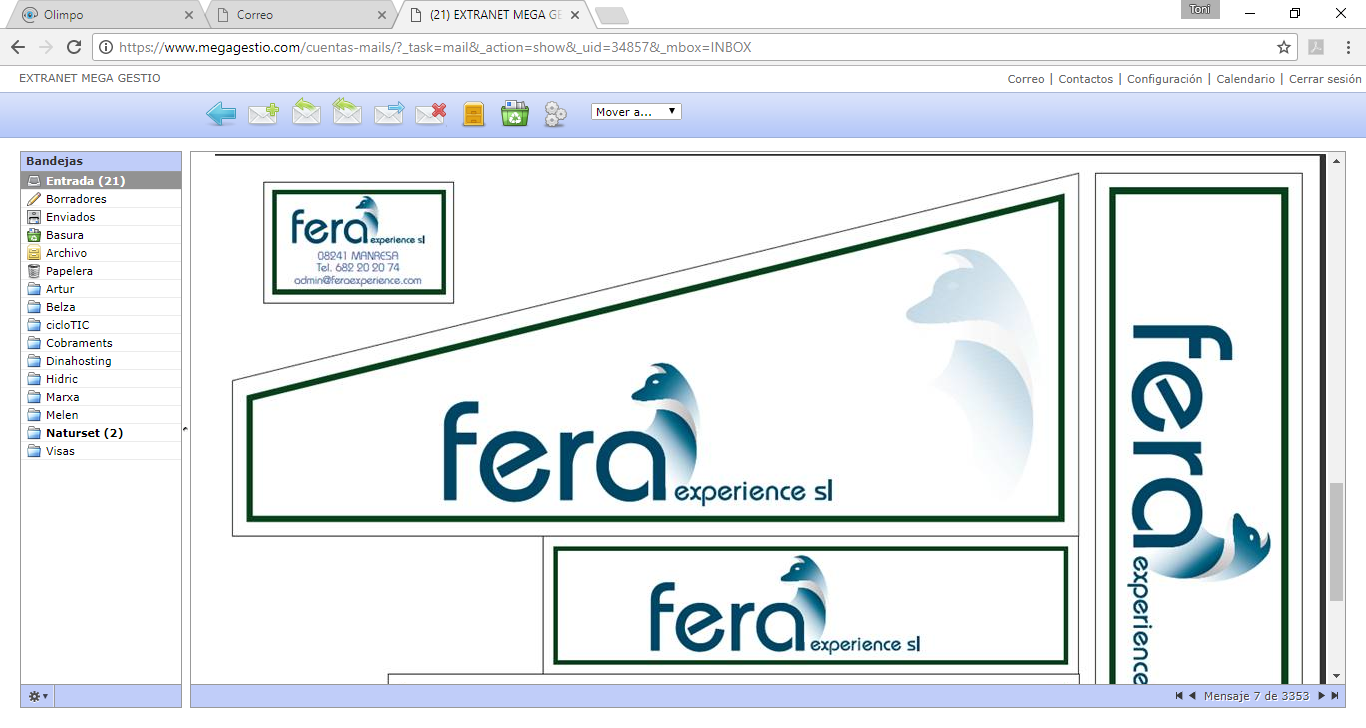 Olimpo
Correo
(21) EXTRANET MEGA GE
Toni
https://www.megagestio.com/cuentas-mails/?_task=mail&_action=show&_uid=34857&_mbox=INBOX
EXTRANET MEGA GESTIO
Correo | Contactos | Configuración | Calendario | Cerrar sesión
Mover a...
Bandejas
Entrada (21)
Borradores
Enviados
Basura
Archivo
Papelera
Artur
Belza
cicloTIC
Cobraments
Dinahosting
Hidric
Marxa
Melen
Naturset (2)
Visas
fera
experience sl
08241 MANRESA
Tel. 682 20 20 74
admin@feraexperience.com
fera
experience sl
fera
experience sl
fera
experience
Mensaje 7 de 3353